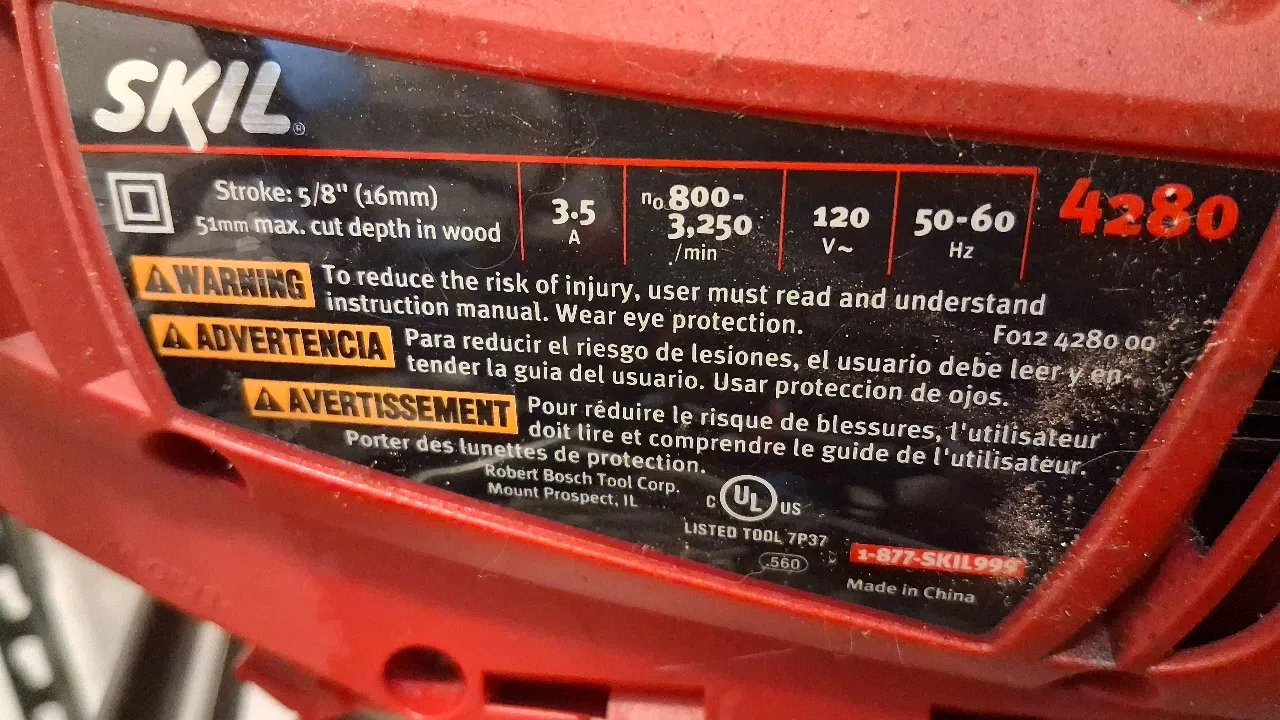 SKIL®
Stroke: 5/8" (16mm)
51mm max. cut depth in wood
3.5
A
no 800-
3,250
/min
120
V~
50-60
Hz
4280
WARNING To reduce the risk of injury, user must read and understand
instruction manual. Wear eye protection.
F012 4280 00
ADVERTENCIA Para reducir el riesgo de lesiones, el usuario debe leer y en-
tender la guia del usuario. Usar proteccion de ojos.
AVERTISSEMENT Pour réduire le risque de blessures, l'utilisateur
doit lire et comprendre le guide de l'utilisateur.
Porter des lunettes de protection.
Robert Bosch Tool Corp.
Mount Prospect, IL
C UL US
LISTED TOOL 7P37
.560
1-877-SKIL999
Made in China